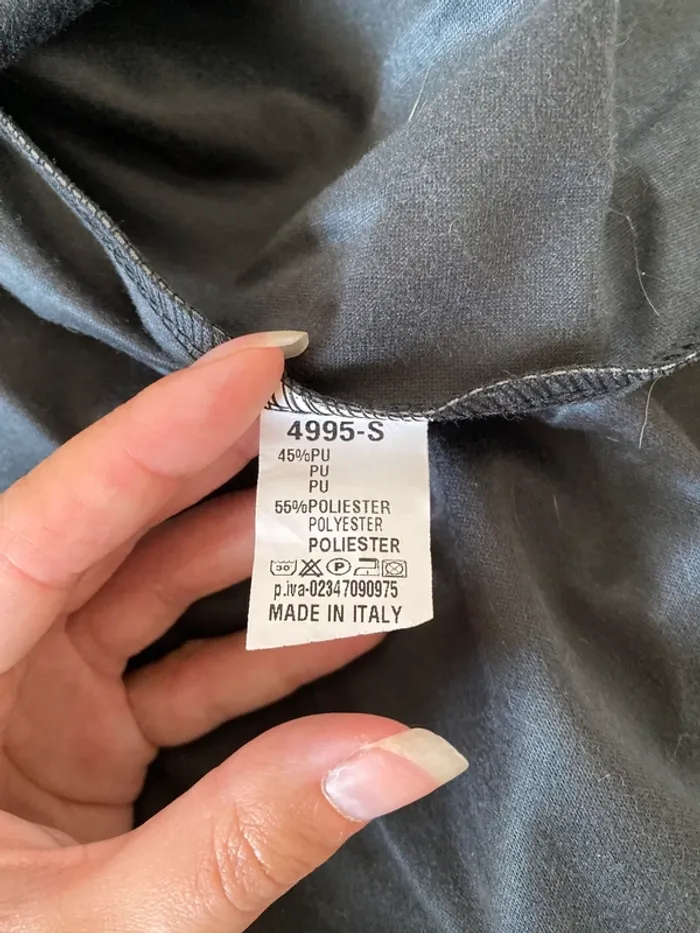 4995-S
45%PU
PU
PU
55%POLIESTER
POLYESTER
POLIESTER
30 P
p.iva-02347090975
MADE IN ITALY